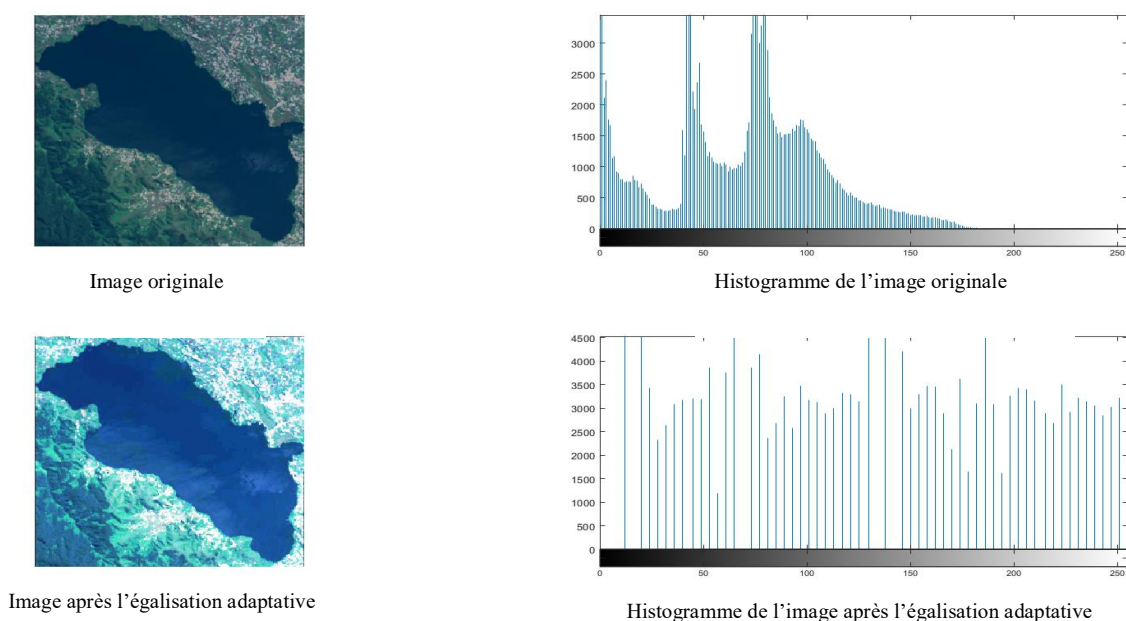 3000
2500
2000
1500
1000
500
0
0 50 100 150 200 250
Image originale
Histogramme de l’image originale
4500
4000
3500
3000
2500
2000
1500
1000
500
0
0 50 100 150 200 250
Image après l’égalisation adaptative
Histogramme de l’image après l’égalisation adaptative